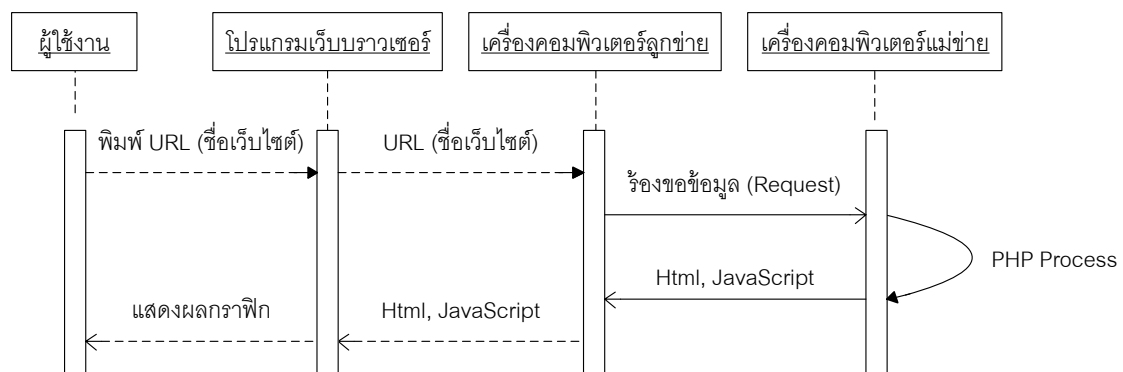 ผู้ใช้งาน
โปรแกรมเว็บบราวเซอร์
เครื่องคอมพิวเตอร์ลูกข่าย
เครื่องคอมพิวเตอร์แม่ข่าย
พิมพ์ URL (ชื่อเว็บไซต์)
URL (ชื่อเว็บไซต์)
ร้องขอข้อมูล (Request)
PHP Process
Html, JavaScript
แสดงผลกราฟิก
Html, JavaScript